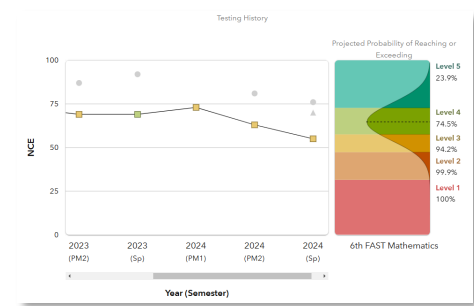 Testing History
Projected Probability of Reaching or
Exceeding
100
75
50
25
0
NCE
2023
(PM2)
2023
(Sp)
2024
(PM1)
2024
(PM2)
2024
(Sp)
Year (Semester)
Level 5
23.9%
Level 4
74.5%
Level 3
94.2%
Level 2
99.9%
Level 1
100%
6th FAST Mathematics